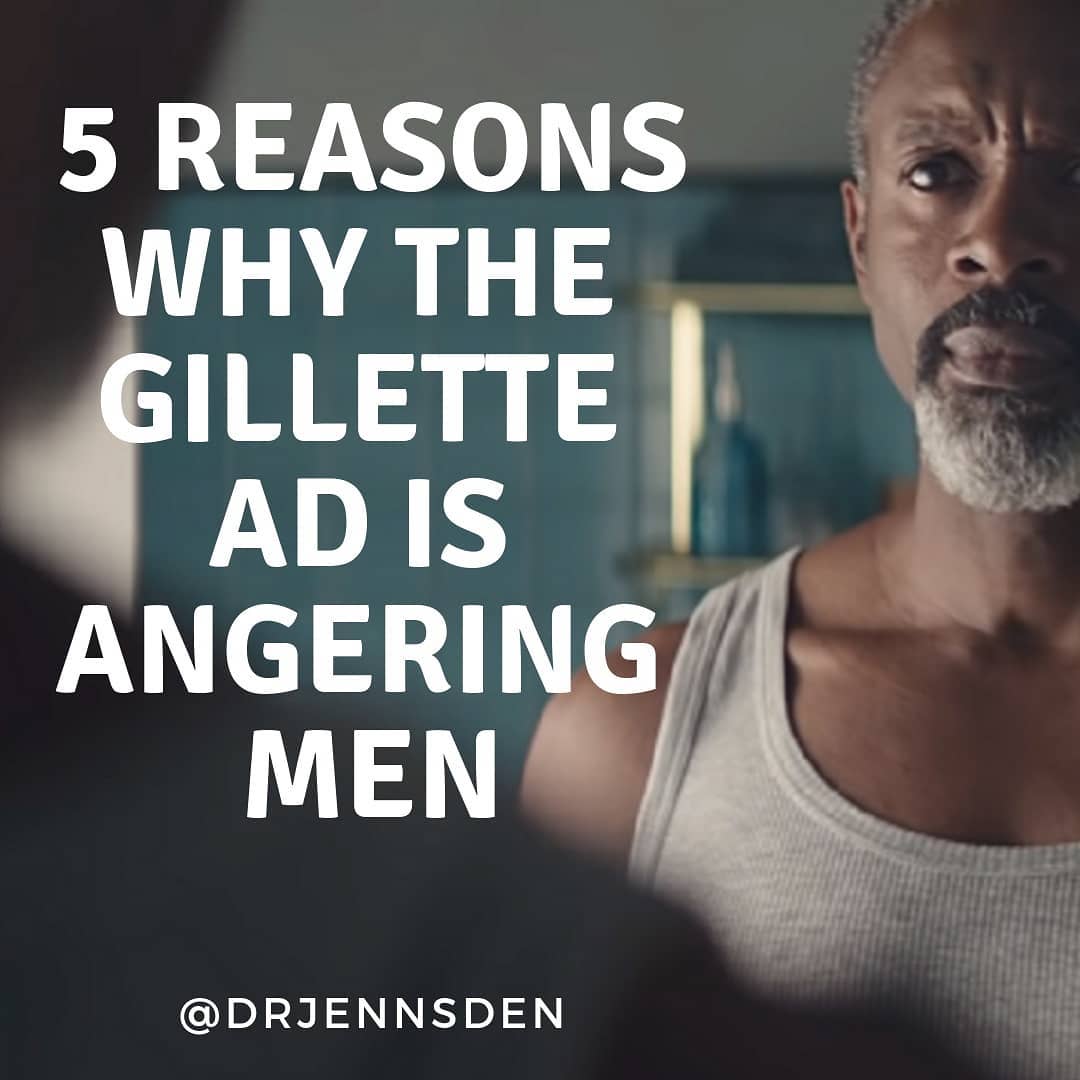 5 REASONS
WHY THE
GILLETTE
AD IS
ANGERING
MEN
@DRJENNSDEN